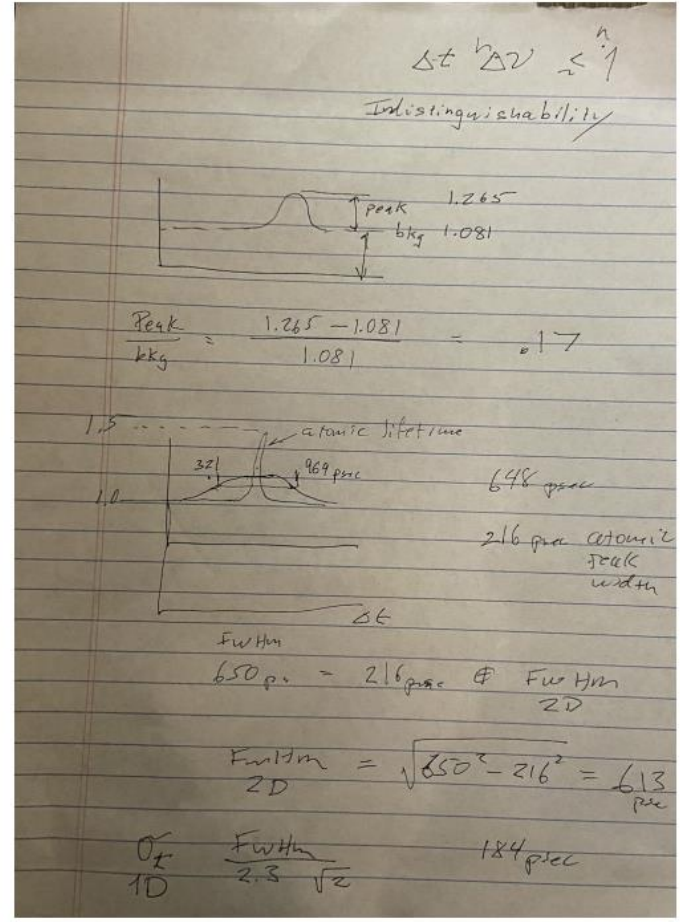 Δt Δν ≤ 1
Indistinguishability
peak 1.265
bkg 1.081
Peak / bkg = 1.265 - 1.081 / 1.081 = .17
1.5 atomic lifetime
321 969 psec 648 psec
1.0
216 psec atomic
peak
width
Δt
FWHM
650 ps = 216 psec ⊕ FWHM
2D
FWHM = √650² - 216² = 613
2D psec
σt FWHM 184 psec
1D 2.3 √2